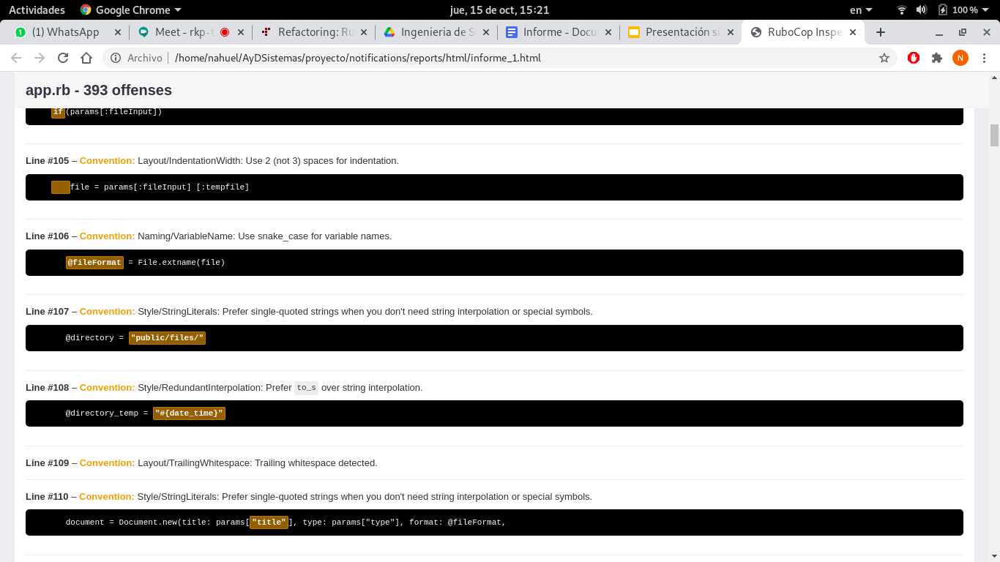 Actividades Google Chrome jue, 15 de oct, 15:21 en 100 %
(1) WhatsApp Meet - rkp-t Refactoring: Ru Ingenieria de S Informe - Docu Presentación si RuboCop Inspe
Archivo /home/nahuel/AyDSistemas/proyecto/notifications/reports/html/informe_1.html N
app.rb - 393 offenses
if(params[:fileInput])
Line #105 – Convention: Layout/IndentationWidth: Use 2 (not 3) spaces for indentation.
file = params[:fileInput] [:tempfile]
Line #106 – Convention: Naming/VariableName: Use snake_case for variable names.
@fileFormat = File.extname(file)
Line #107 – Convention: Style/StringLiterals: Prefer single-quoted strings when you don't need string interpolation or special symbols.
@directory = "public/files/"
Line #108 – Convention: Style/RedundantInterpolation: Prefer to_s over string interpolation.
@directory_temp = "#{date_time}"
Line #109 – Convention: Layout/TrailingWhitespace: Trailing whitespace detected.
Line #110 – Convention: Style/StringLiterals: Prefer single-quoted strings when you don't need string interpolation or special symbols.
document = Document.new(title: params["title"], type: params["type"], format: @fileFormat,